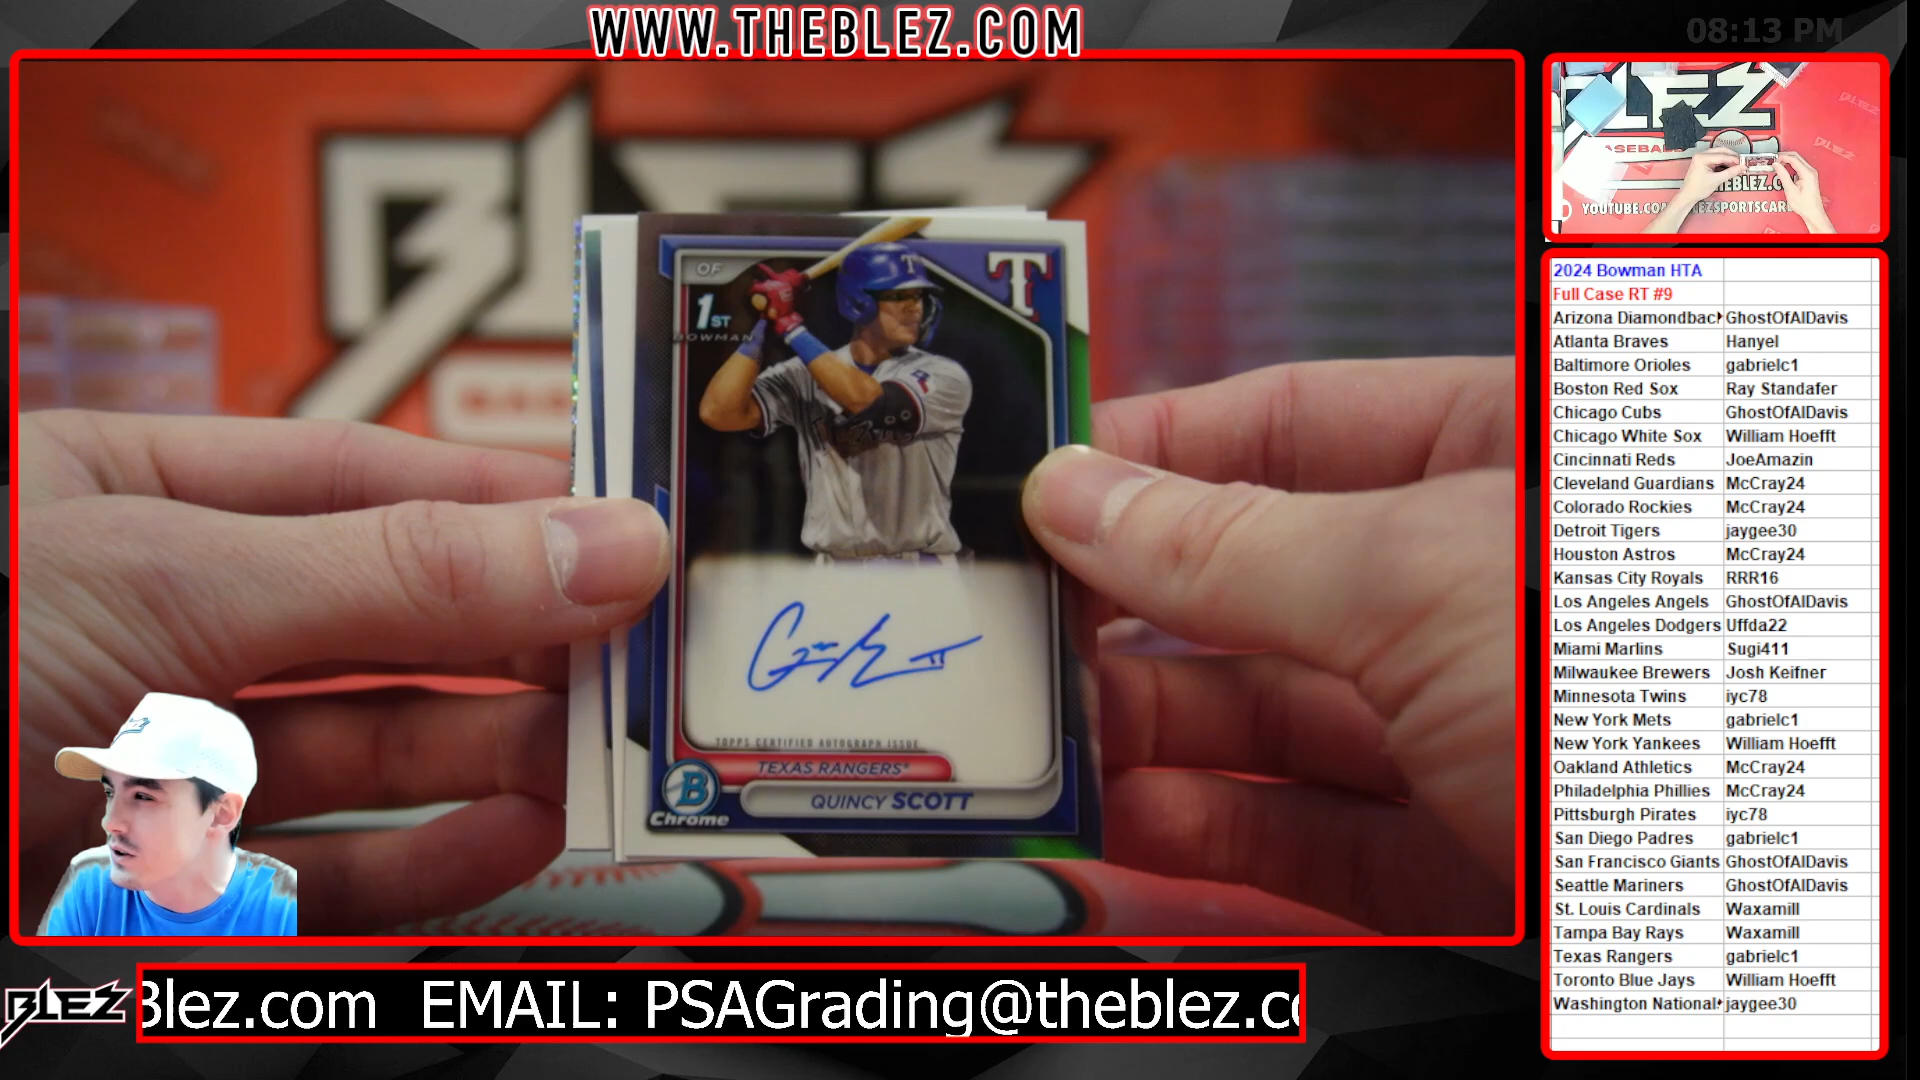 WWW.THEBLEZ.COM
08:13 PM
BLEZ
OF
1ST
BOWMAN
T
TOPPS CERTIFIED AUTOGRAPH ISSUE
TEXAS RANGERS
QUINCY SCOTT
B
Chrome
BLEZ
BLEZ
2024 Bowman HTA
Full Case RT #9
Arizona Diamondback GhostOfAlDavis
Atlanta Braves Hanyel
Baltimore Orioles gabrielc1
Boston Red Sox Ray Standafer
Chicago Cubs GhostOfAlDavis
Chicago White Sox William Hoefft
Cincinnati Reds JoeAmazin
Cleveland Guardians McCray24
Colorado Rockies McCray24
Detroit Tigers jaygee30
Houston Astros McCray24
Kansas City Royals RRR16
Los Angeles Angels GhostOfAlDavis
Los Angeles Dodgers Uffda22
Miami Marlins Sugi411
Milwaukee Brewers Josh Keifner
Minnesota Twins iyc78
New York Mets gabrielc1
New York Yankees William Hoefft
Oakland Athletics McCray24
Philadelphia Phillies McCray24
Pittsburgh Pirates iyc78
San Diego Padres gabrielc1
San Francisco Giants GhostOfAlDavis
Seattle Mariners GhostOfAlDavis
St. Louis Cardinals Waxamill
Tampa Bay Rays Waxamill
Texas Rangers gabrielc1
Toronto Blue Jays William Hoefft
Washington National jaygee30
BLEZ
Blez.com EMAIL: PSAGrading@theblez.co